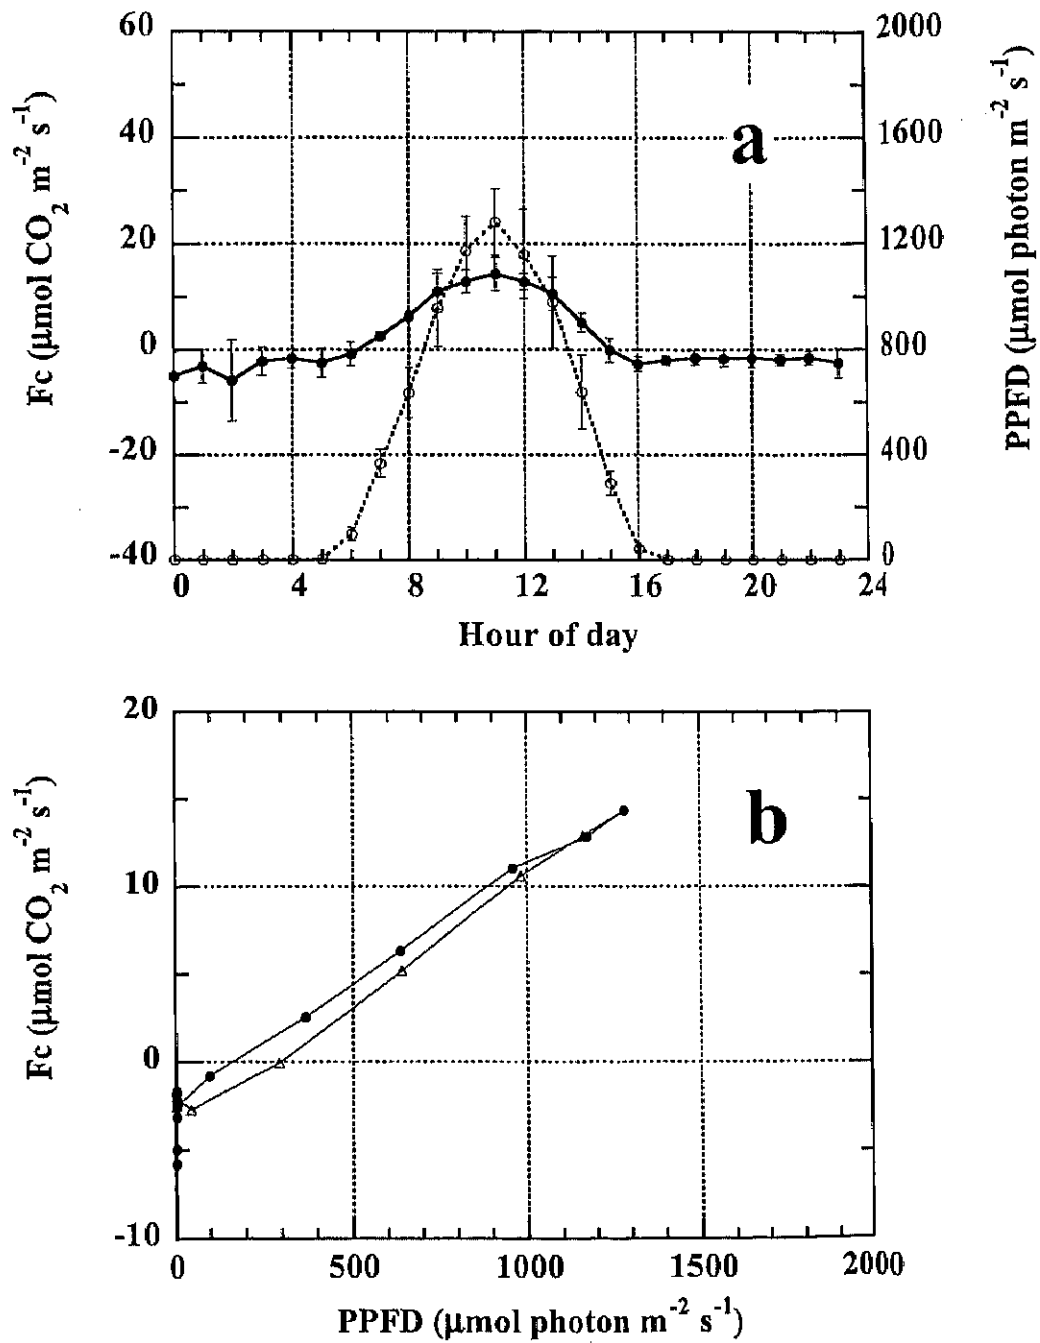 60
40
20
0
-20
-40
Fc (μmol CO2 m-2 s-1)
2000
1600
1200
800
400
0
PPFD (μmol photon m-2 s-1)
a
0 4 8 12 16 20 24
Hour of day
20
10
0
-10
Fc (μmol CO2 m-2 s-1)
b
0 500 1000 1500 2000
PPFD (μmol photon m-2 s-1)